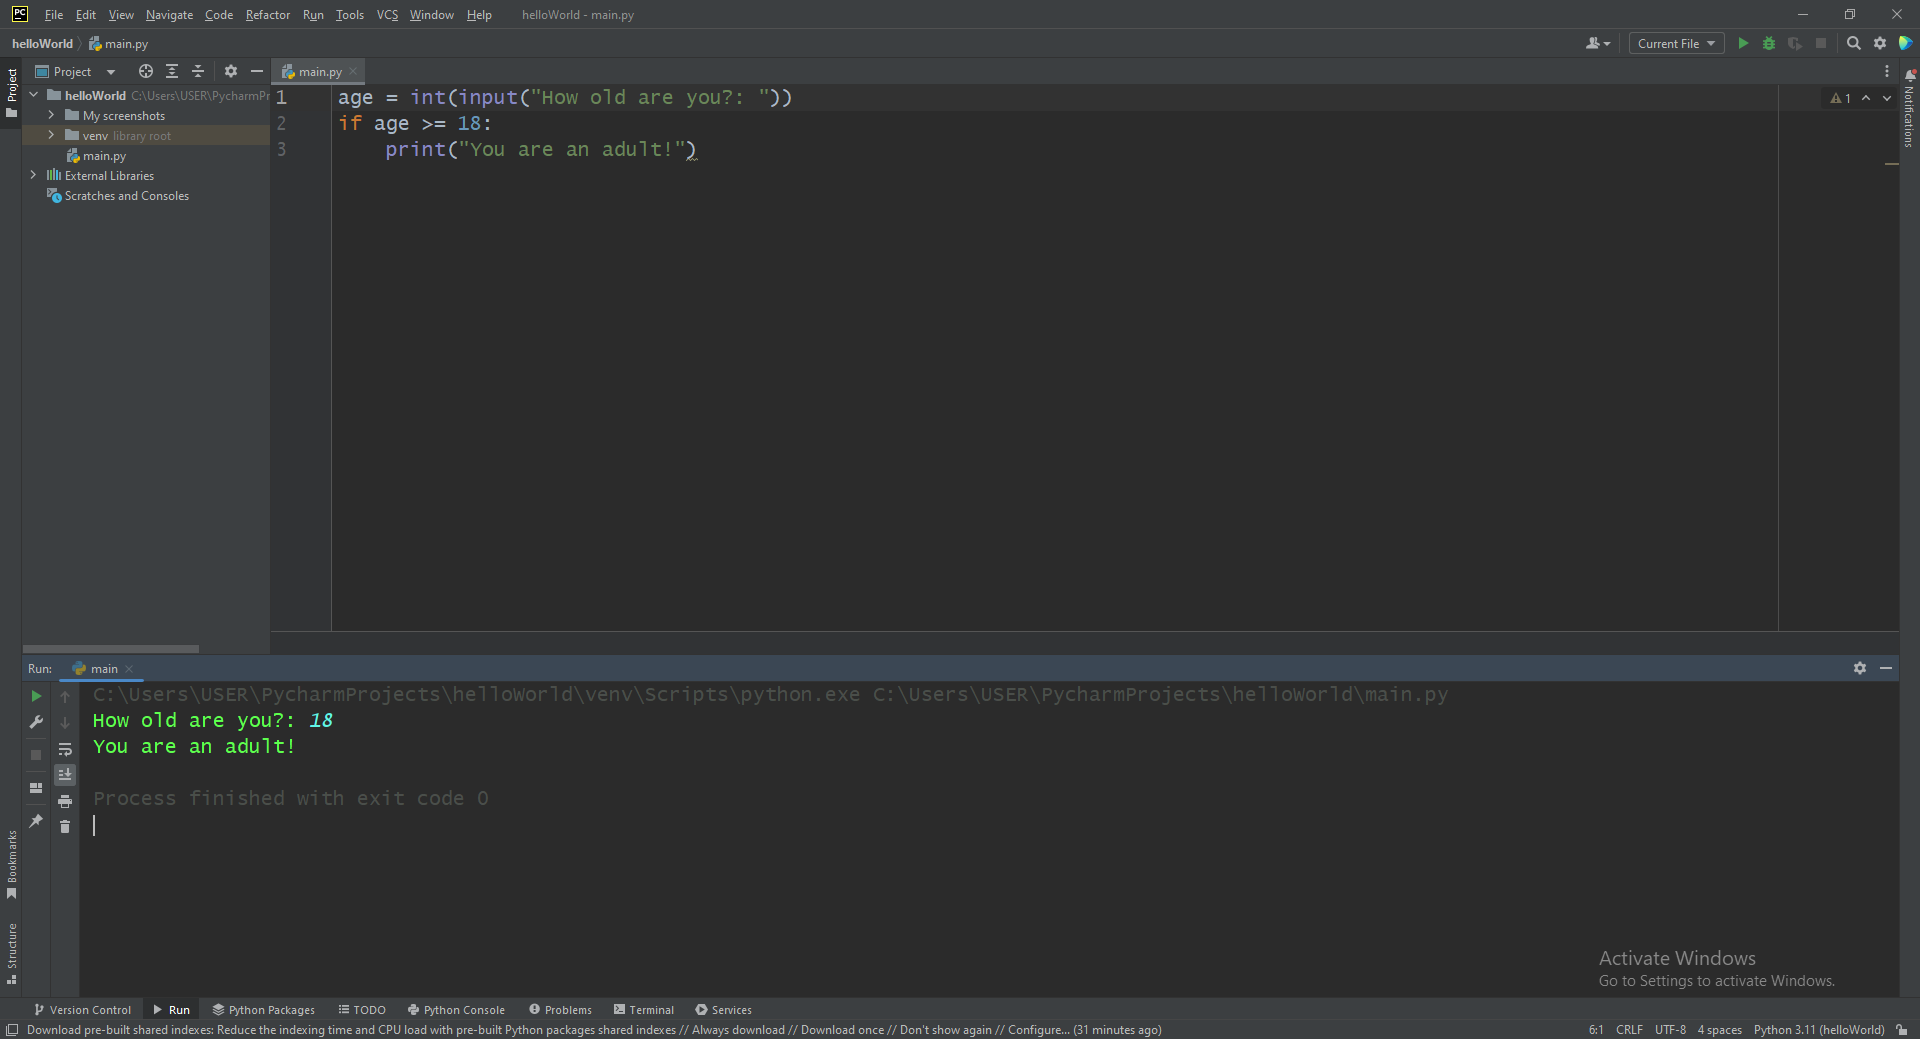 PC File Edit View Navigate Code Refactor Run Tools VCS Window Help helloWorld - main.py
helloWorld main.py Current File
Project main.py
Project
helloWorld C:\Users\USER\PycharmPr
My screenshots
venv library root
main.py
External Libraries
Scratches and Consoles
1 age = int(input("How old are you?: "))
2 if age >= 18:
3 print("You are an adult!")
1
Notifications
Run: main
C:\Users\USER\PycharmProjects\helloWorld\venv\Scripts\python.exe C:\Users\USER\PycharmProjects\helloWorld\main.py
How old are you?: 18
You are an adult!
Process finished with exit code 0
Bookmarks
Structure
Activate Windows
Go to Settings to activate Windows.
Version Control Run Python Packages TODO Python Console Problems Terminal Services
Download pre-built shared indexes: Reduce the indexing time and CPU load with pre-built Python packages shared indexes // Always download // Download once // Don't show again // Configure... (31 minutes ago) 6:1 CRLF UTF-8 4 spaces Python 3.11 (helloWorld)